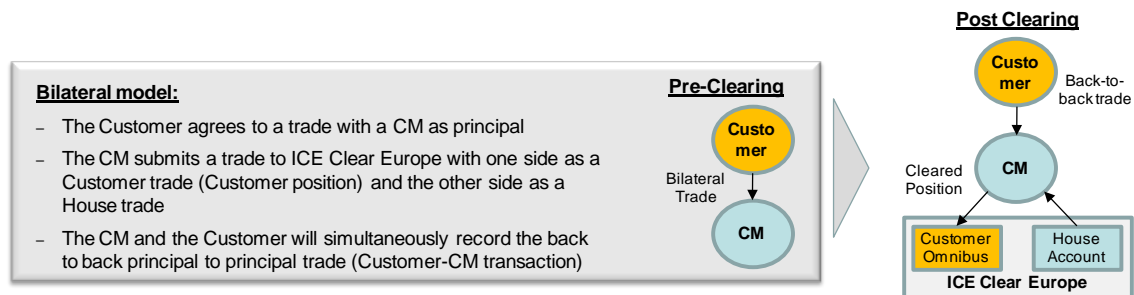 Bilateral model:
– The Customer agrees to a trade with a CM as principal
– The CM submits a trade to ICE Clear Europe with one side as a
Customer trade (Customer position) and the other side as a
House trade
– The CM and the Customer will simultaneously record the back
to back principal to principal trade (Customer-CM transaction)
Pre-Clearing
Custo
mer
Bilateral
Trade
CM
Post Clearing
Custo
mer
Back-to-
back trade
CM
Cleared
Position
Customer
Omnibus
House
Account
ICE Clear Europe